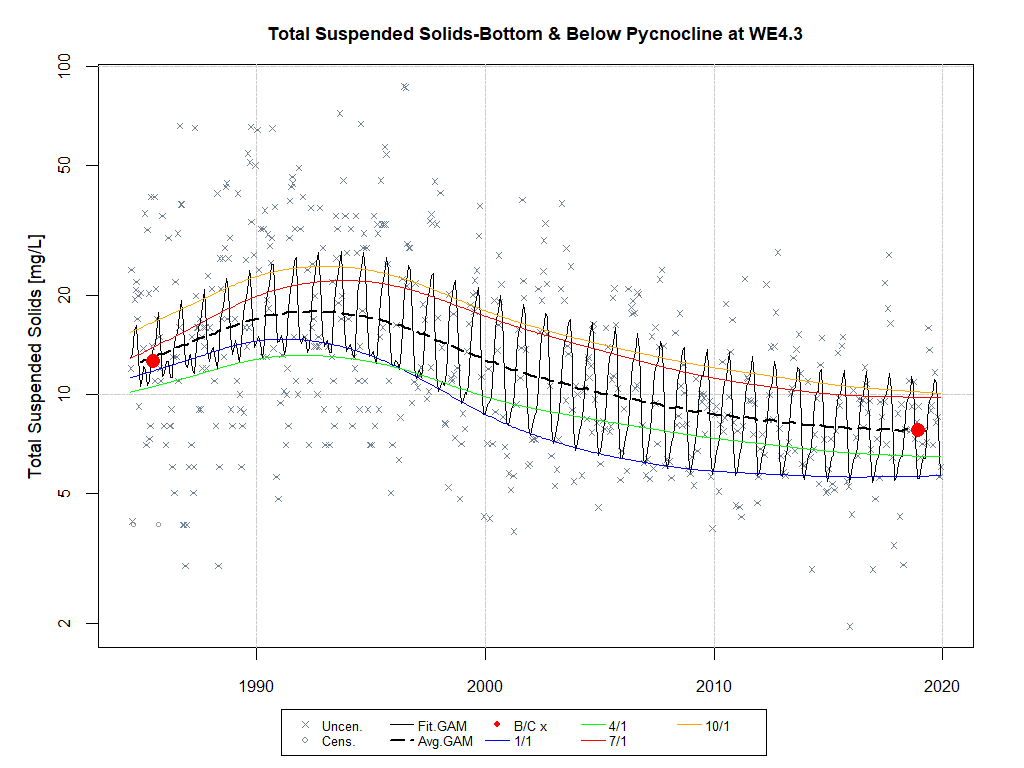 Total Suspended Solids-Bottom & Below Pycnocline at WE4.3
Total Suspended Solids [mg/L]
100
50
20
10
5
2
1990 2000 2010 2020
Uncen. Fit.GAM B/C x 4/1 10/1
Cens. Avg.GAM 1/1 7/1